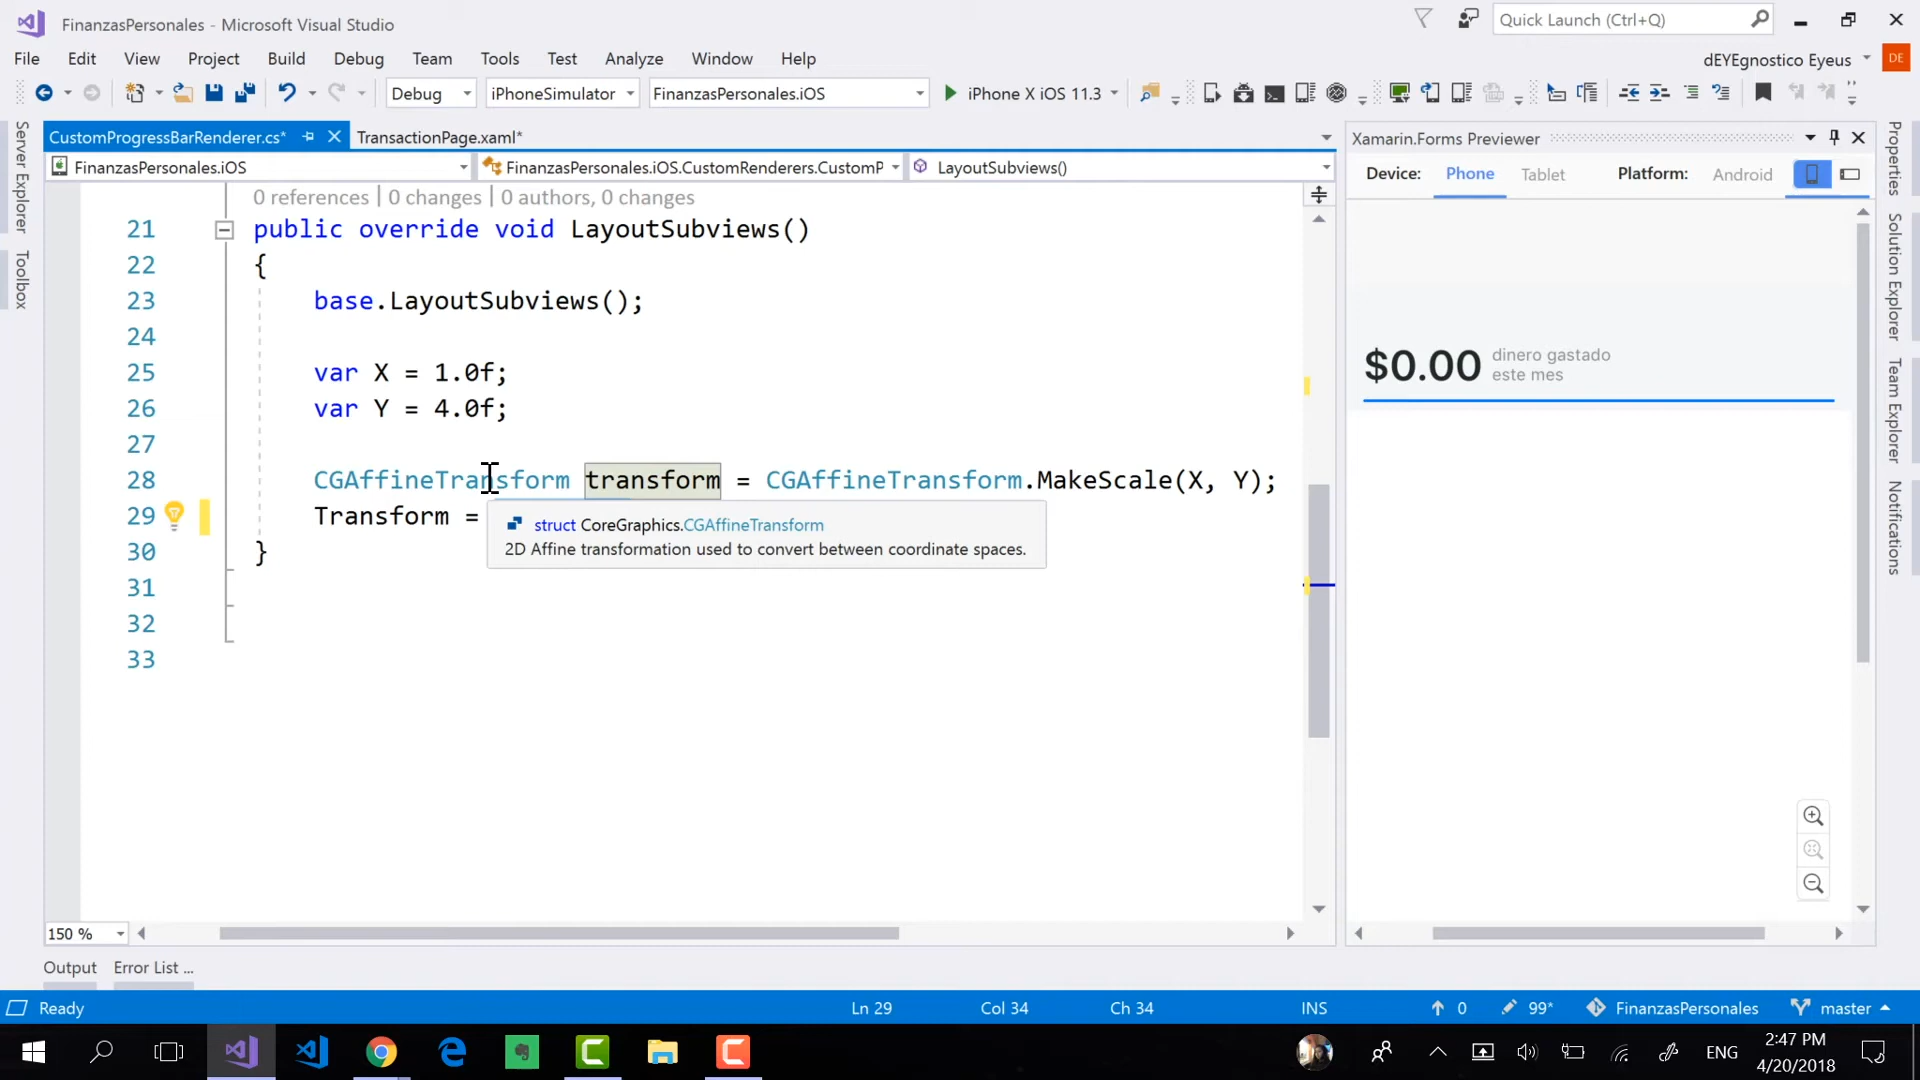 FinanzasPersonales - Microsoft Visual Studio
Quick Launch (Ctrl+Q)
File Edit View Project Build Debug Team Tools Test Analyze Window Help
dEYEgnostico Eyeus DE
Debug iPhoneSimulator FinanzasPersonales.iOS iPhone X iOS 11.3
Server Explorer
Toolbox
CustomProgressBarRenderer.cs* TransactionPage.xaml*
FinanzasPersonales.iOS FinanzasPersonales.iOS.CustomRenderers.CustomP LayoutSubviews()
0 references | 0 changes | 0 authors, 0 changes
21 public override void LayoutSubviews()
22 {
23 base.LayoutSubviews();
24
25 var X = 1.0f;
26 var Y = 4.0f;
27
28 CGAffineTransform transform = CGAffineTransform.MakeScale(X, Y);
29 Transform =
struct CoreGraphics.CGAffineTransform
2D Affine transformation used to convert between coordinate spaces.
30 }
31
32
33
150 %
Xamarin.Forms Previewer
Device: Phone Tablet Platform: Android
$0.00 dinero gastado
este mes
Properties
Solution Explorer
Team Explorer
Notifications
Output Error List ...
Ready Ln 29 Col 34 Ch 34 INS 0 99* FinanzasPersonales master
ENG
2:47 PM
4/20/2018